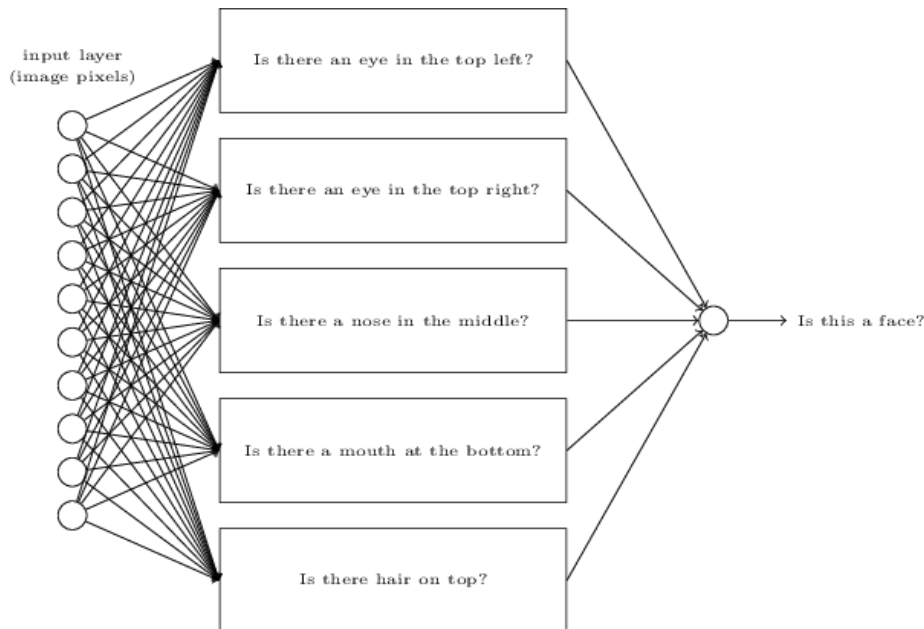 input layer
(image pixels)
Is there an eye in the top left?
Is there an eye in the top right?
Is there a nose in the middle?
Is there a mouth at the bottom?
Is there hair on top?
Is this a face?